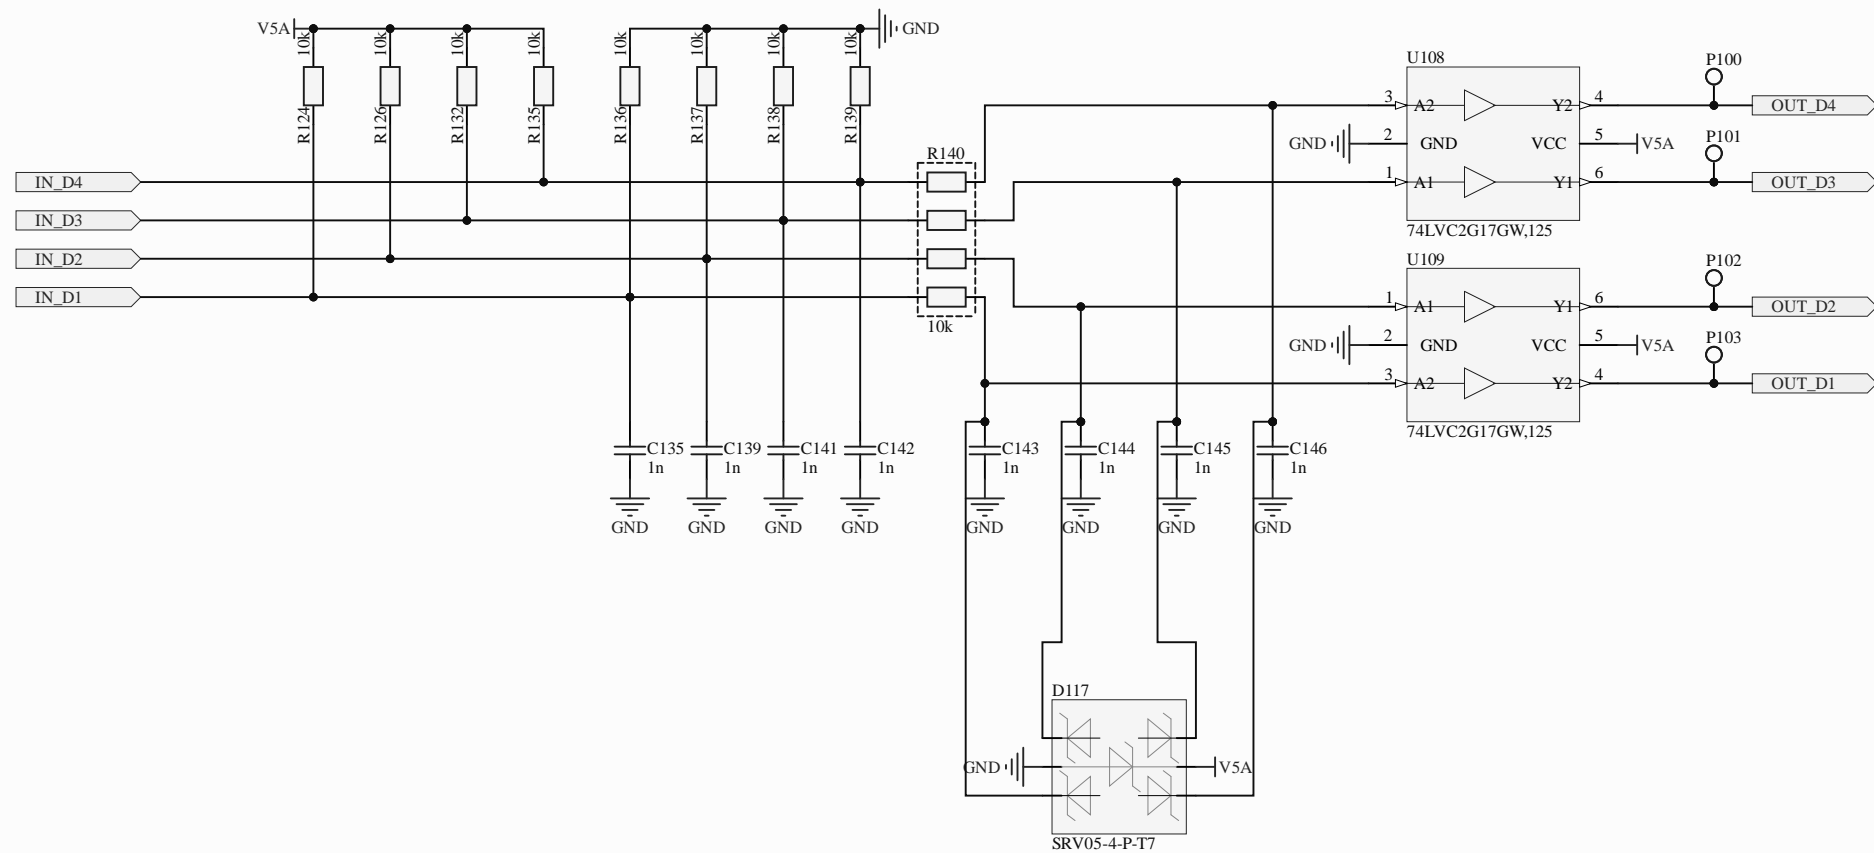 V5A
10k
10k
10k
10k
10k
10k
10k
10k
GND
R124
R126
R132
R135
R136
R137
R138
R139
IN_D4
IN_D3
IN_D2
IN_D1
R140
10k
U108
3 A2 Y2 4
GND 2 GND VCC 5 V5A
1 A1 Y1 6
74LVC2G17GW,125
P100
OUT_D4
P101
OUT_D3
U109
1 A1 Y1 6
GND 2 GND VCC 5 V5A
3 A2 Y2 4
74LVC2G17GW,125
P102
OUT_D2
P103
OUT_D1
C135
1n
GND
C139
1n
GND
C141
1n
GND
C142
1n
GND
C143
1n
GND
C144
1n
GND
C145
1n
GND
C146
1n
GND
D117
GND
V5A
SRV05-4-P-T7